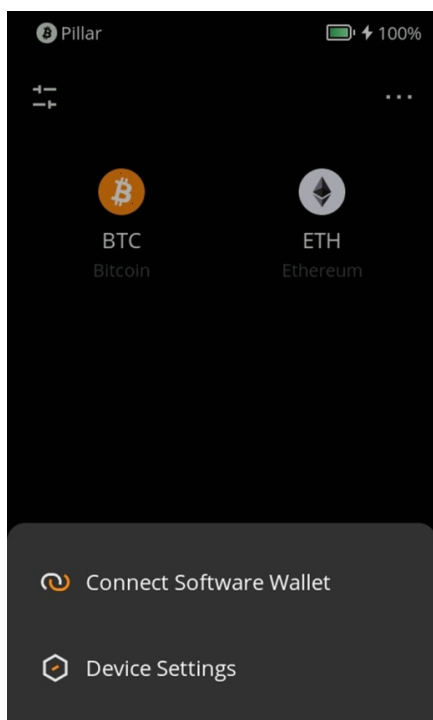 Pillar
100%
BTC
ETH
Bitcoin
Ethereum
Connect Software Wallet
Device Settings